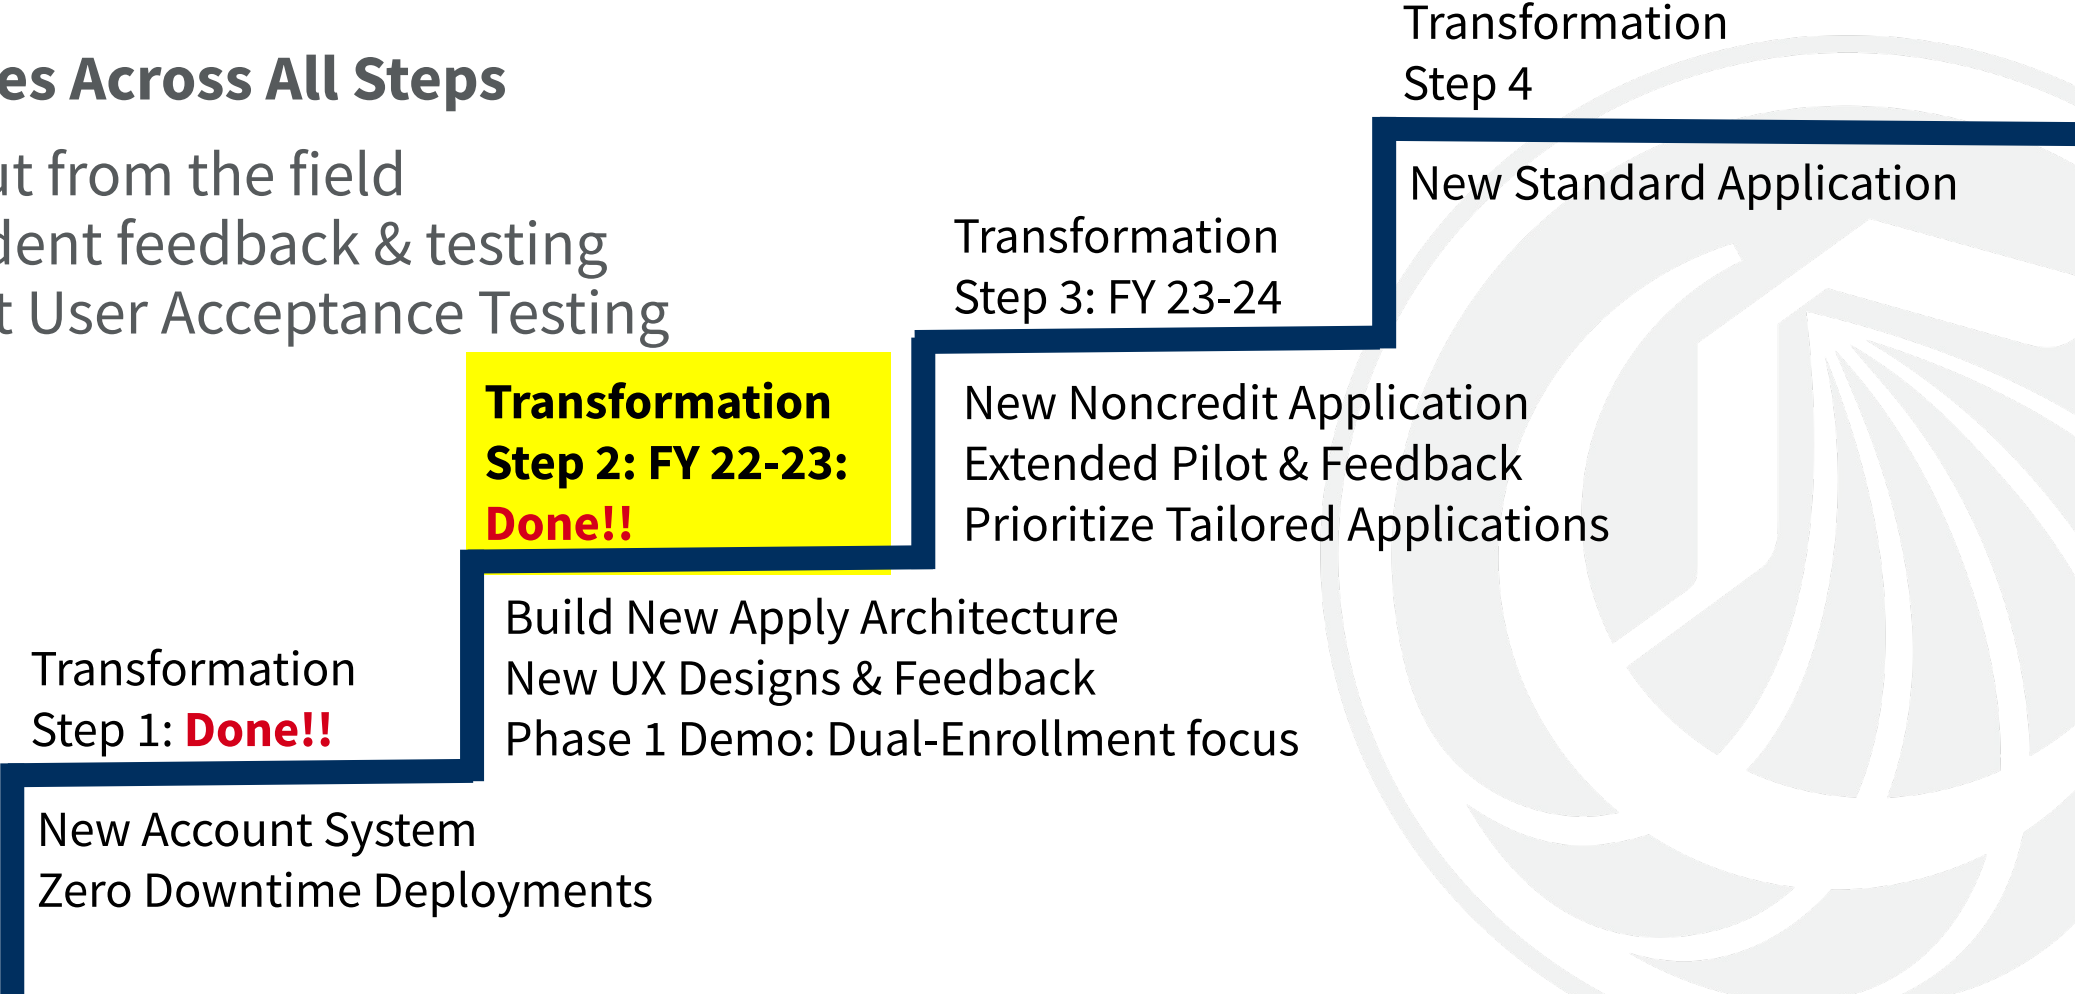 es Across All Steps
ut from the field
dent feedback & testing
t User Acceptance Testing
Transformation
Step 1: Done!!
New Account System
Zero Downtime Deployments
Transformation
Step 2: FY 22-23:
Done!!
Build New Apply Architecture
New UX Designs & Feedback
Phase 1 Demo: Dual-Enrollment focus
Transformation
Step 3: FY 23-24
New Noncredit Application
Extended Pilot & Feedback
Prioritize Tailored Applications
Transformation
Step 4
New Standard Application